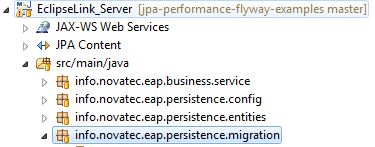 EclipseLink_Server [jpa-performance-flyway-examples master]
JAX-WS Web Services
JPA Content
src/main/java
info.novatec.eap.business.service
info.novatec.eap.persistence.config
info.novatec.eap.persistence.entities
info.novatec.eap.persistence.migration